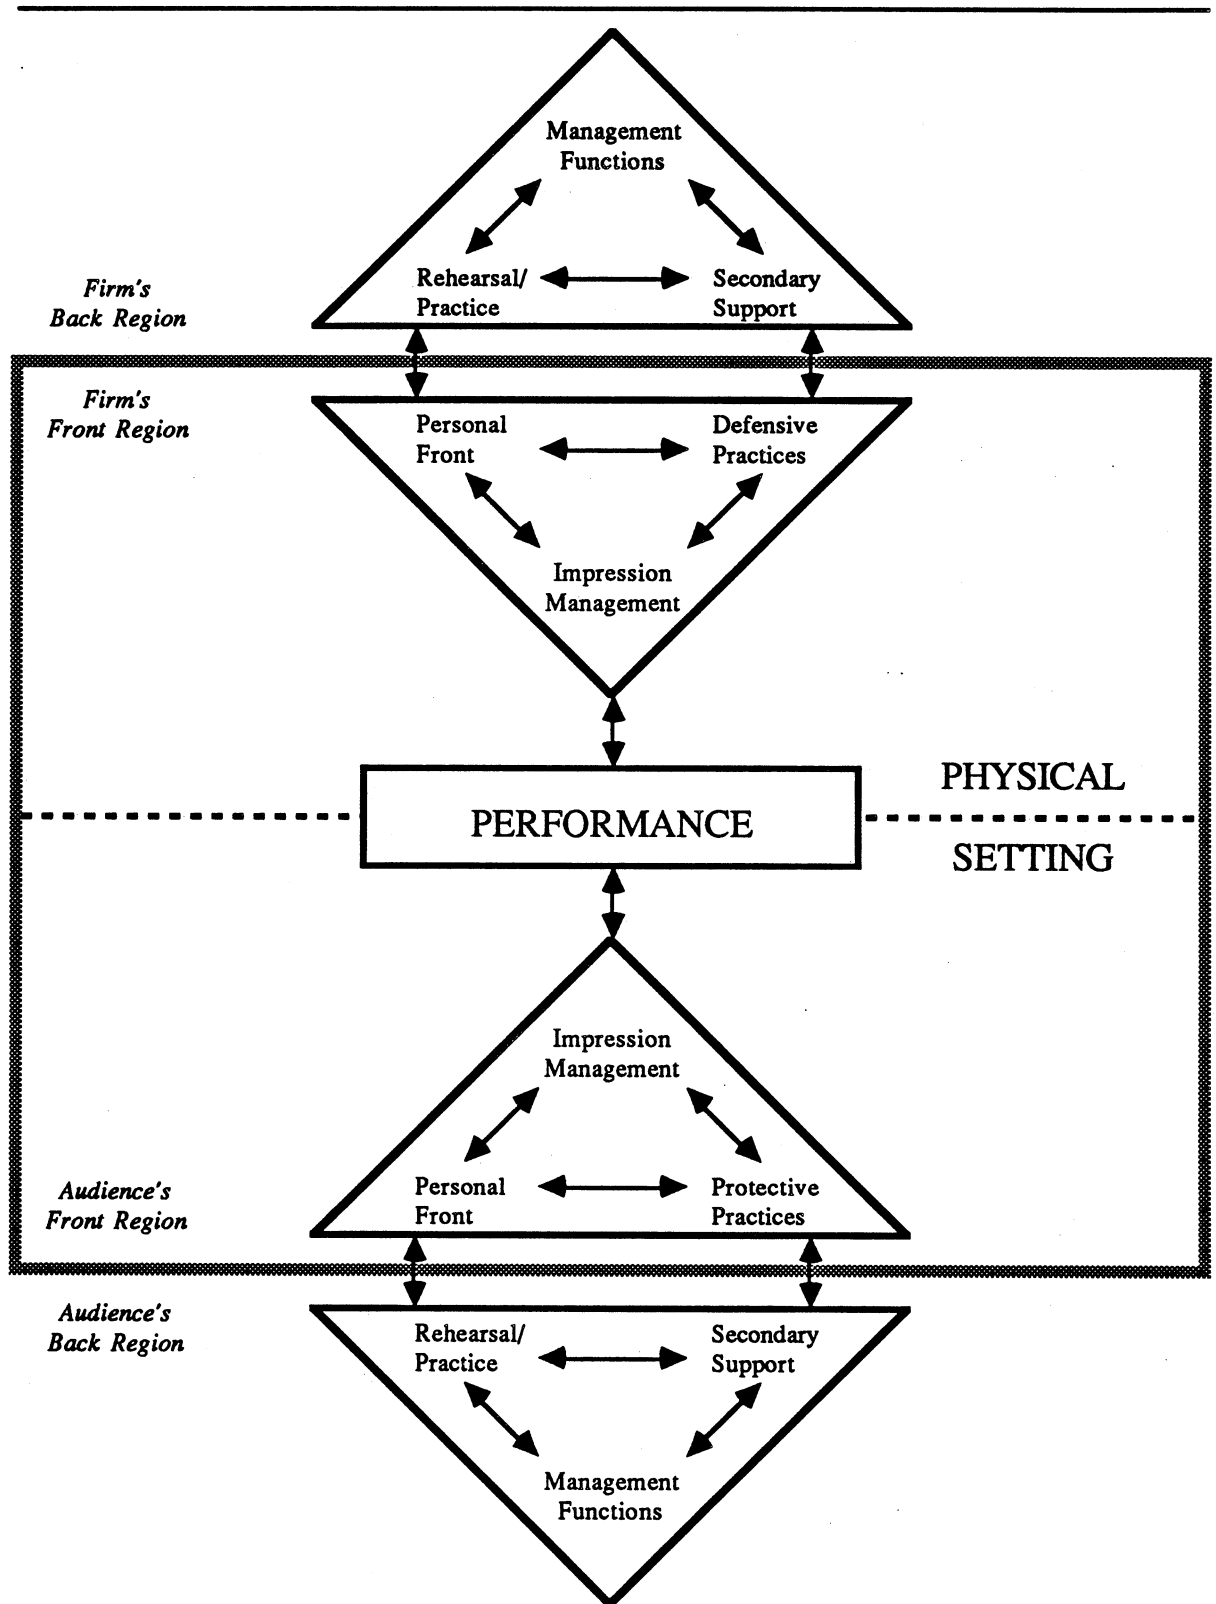 Management
Functions
Rehearsal/
Practice
Secondary
Support
Firm's
Back Region
Firm's
Front Region
Personal
Front
Defensive
Practices
Impression
Management
PERFORMANCE
PHYSICAL
SETTING
Impression
Management
Personal
Front
Protective
Practices
Audience's
Front Region
Audience's
Back Region
Rehearsal/
Practice
Secondary
Support
Management
Functions